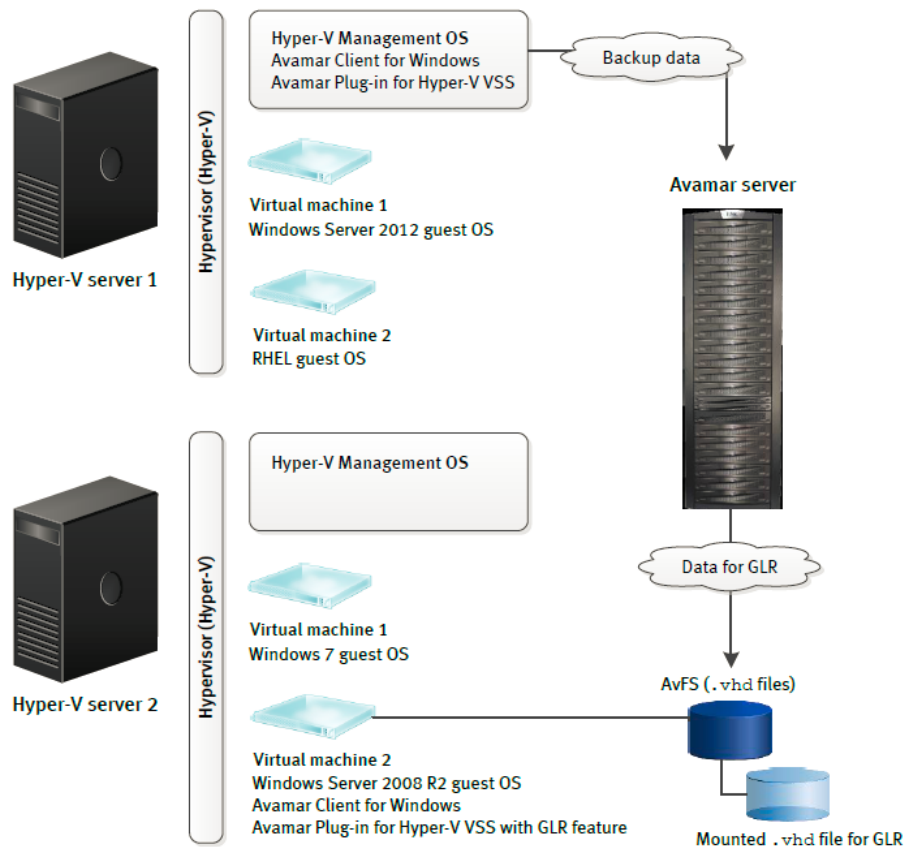 Hyper-V Management OS
Avamar Client for Windows
Avamar Plug-in for Hyper-V VSS
Backup data
Hypervisor (Hyper-V)
Avamar server
Virtual machine 1
Windows Server 2012 guest OS
Hyper-V server 1
Virtual machine 2
RHEL guest OS
Hyper-V Management OS
Hypervisor (Hyper-V)
Data for GLR
Virtual machine 1
Windows 7 guest OS
AvFS (.vhd files)
Hyper-V server 2
Virtual machine 2
Windows Server 2008 R2 guest OS
Avamar Client for Windows
Avamar Plug-in for Hyper-V VSS with GLR feature
Mounted .vhd file for GLR